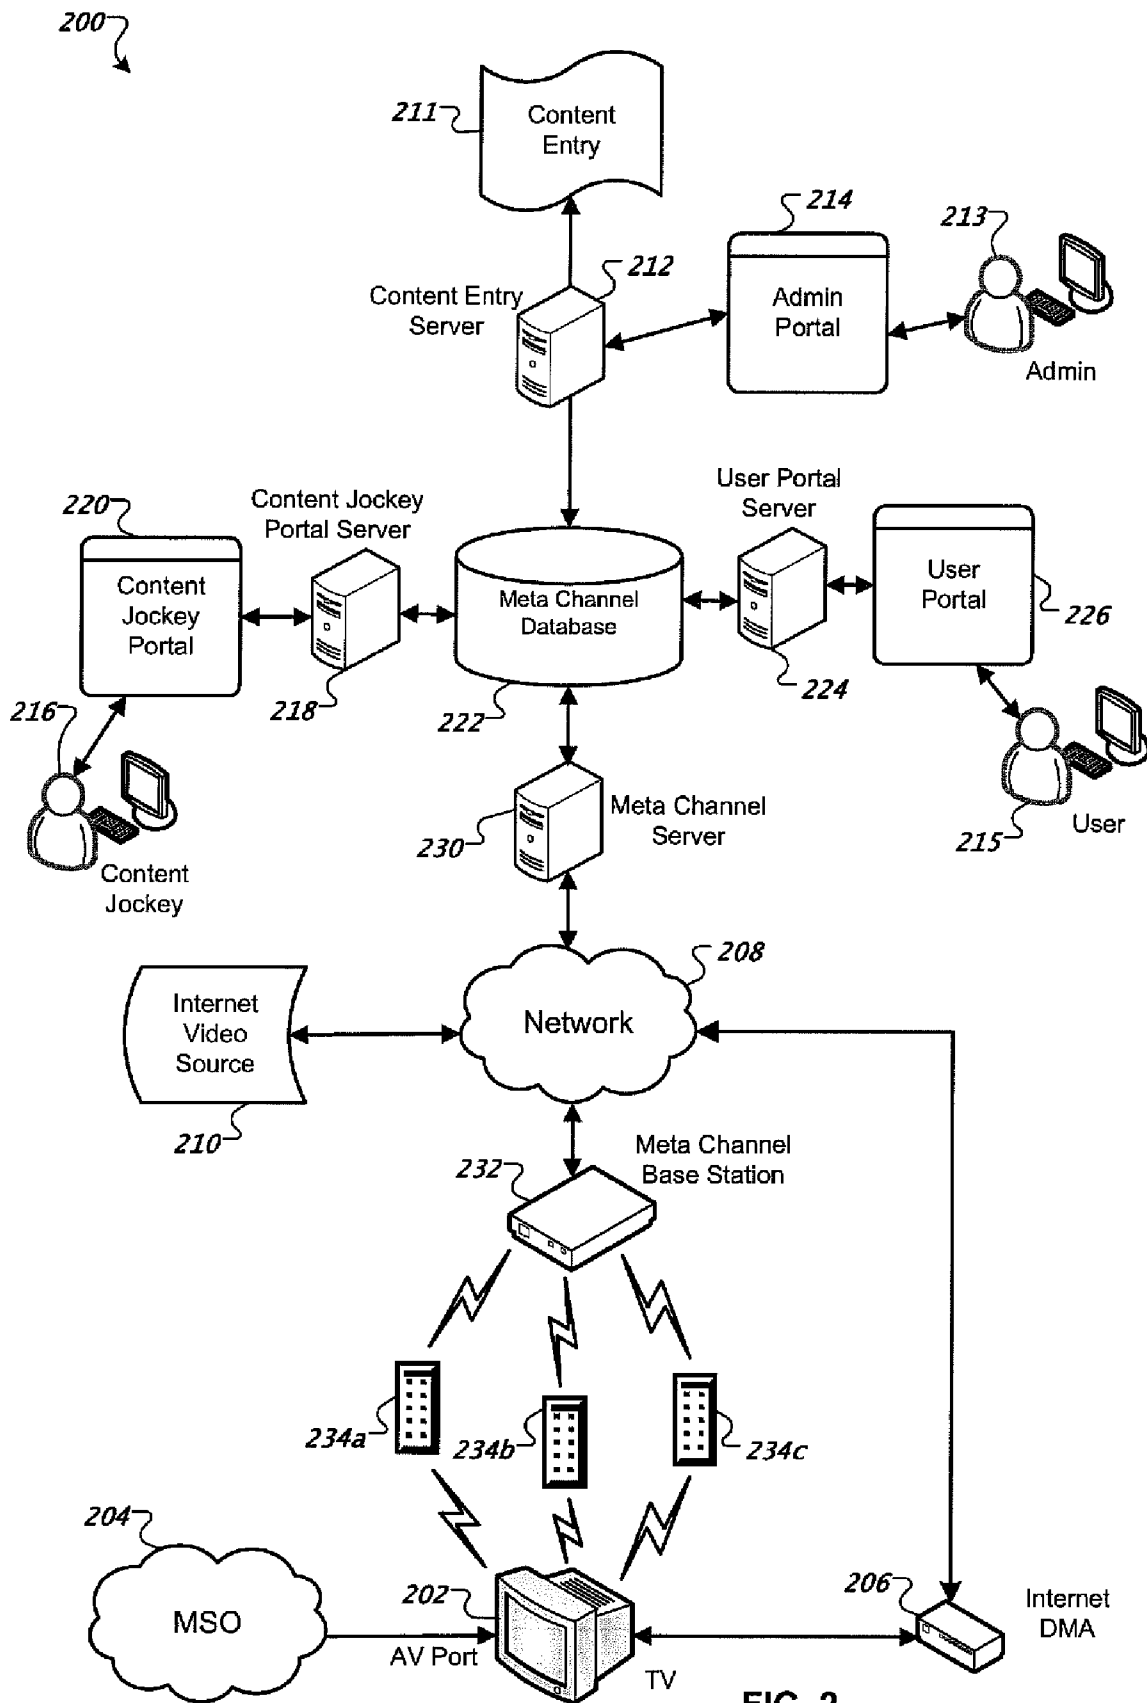 200
211
Content
Entry
214
213
212
Content Entry
Server
Admin
Portal
Admin
220
Content Jockey
Portal Server
User Portal
Server
Content
Jockey
Portal
Meta Channel
Database
User
Portal
226
216
218
222
224
Content
Jockey
230
Meta Channel
Server
215
User
208
Internet
Video
Source
Network
210
232
Meta Channel
Base Station
234a
234b
234c
204
MSO
202
AV Port
TV
206
Internet
DMA
FIG. 2